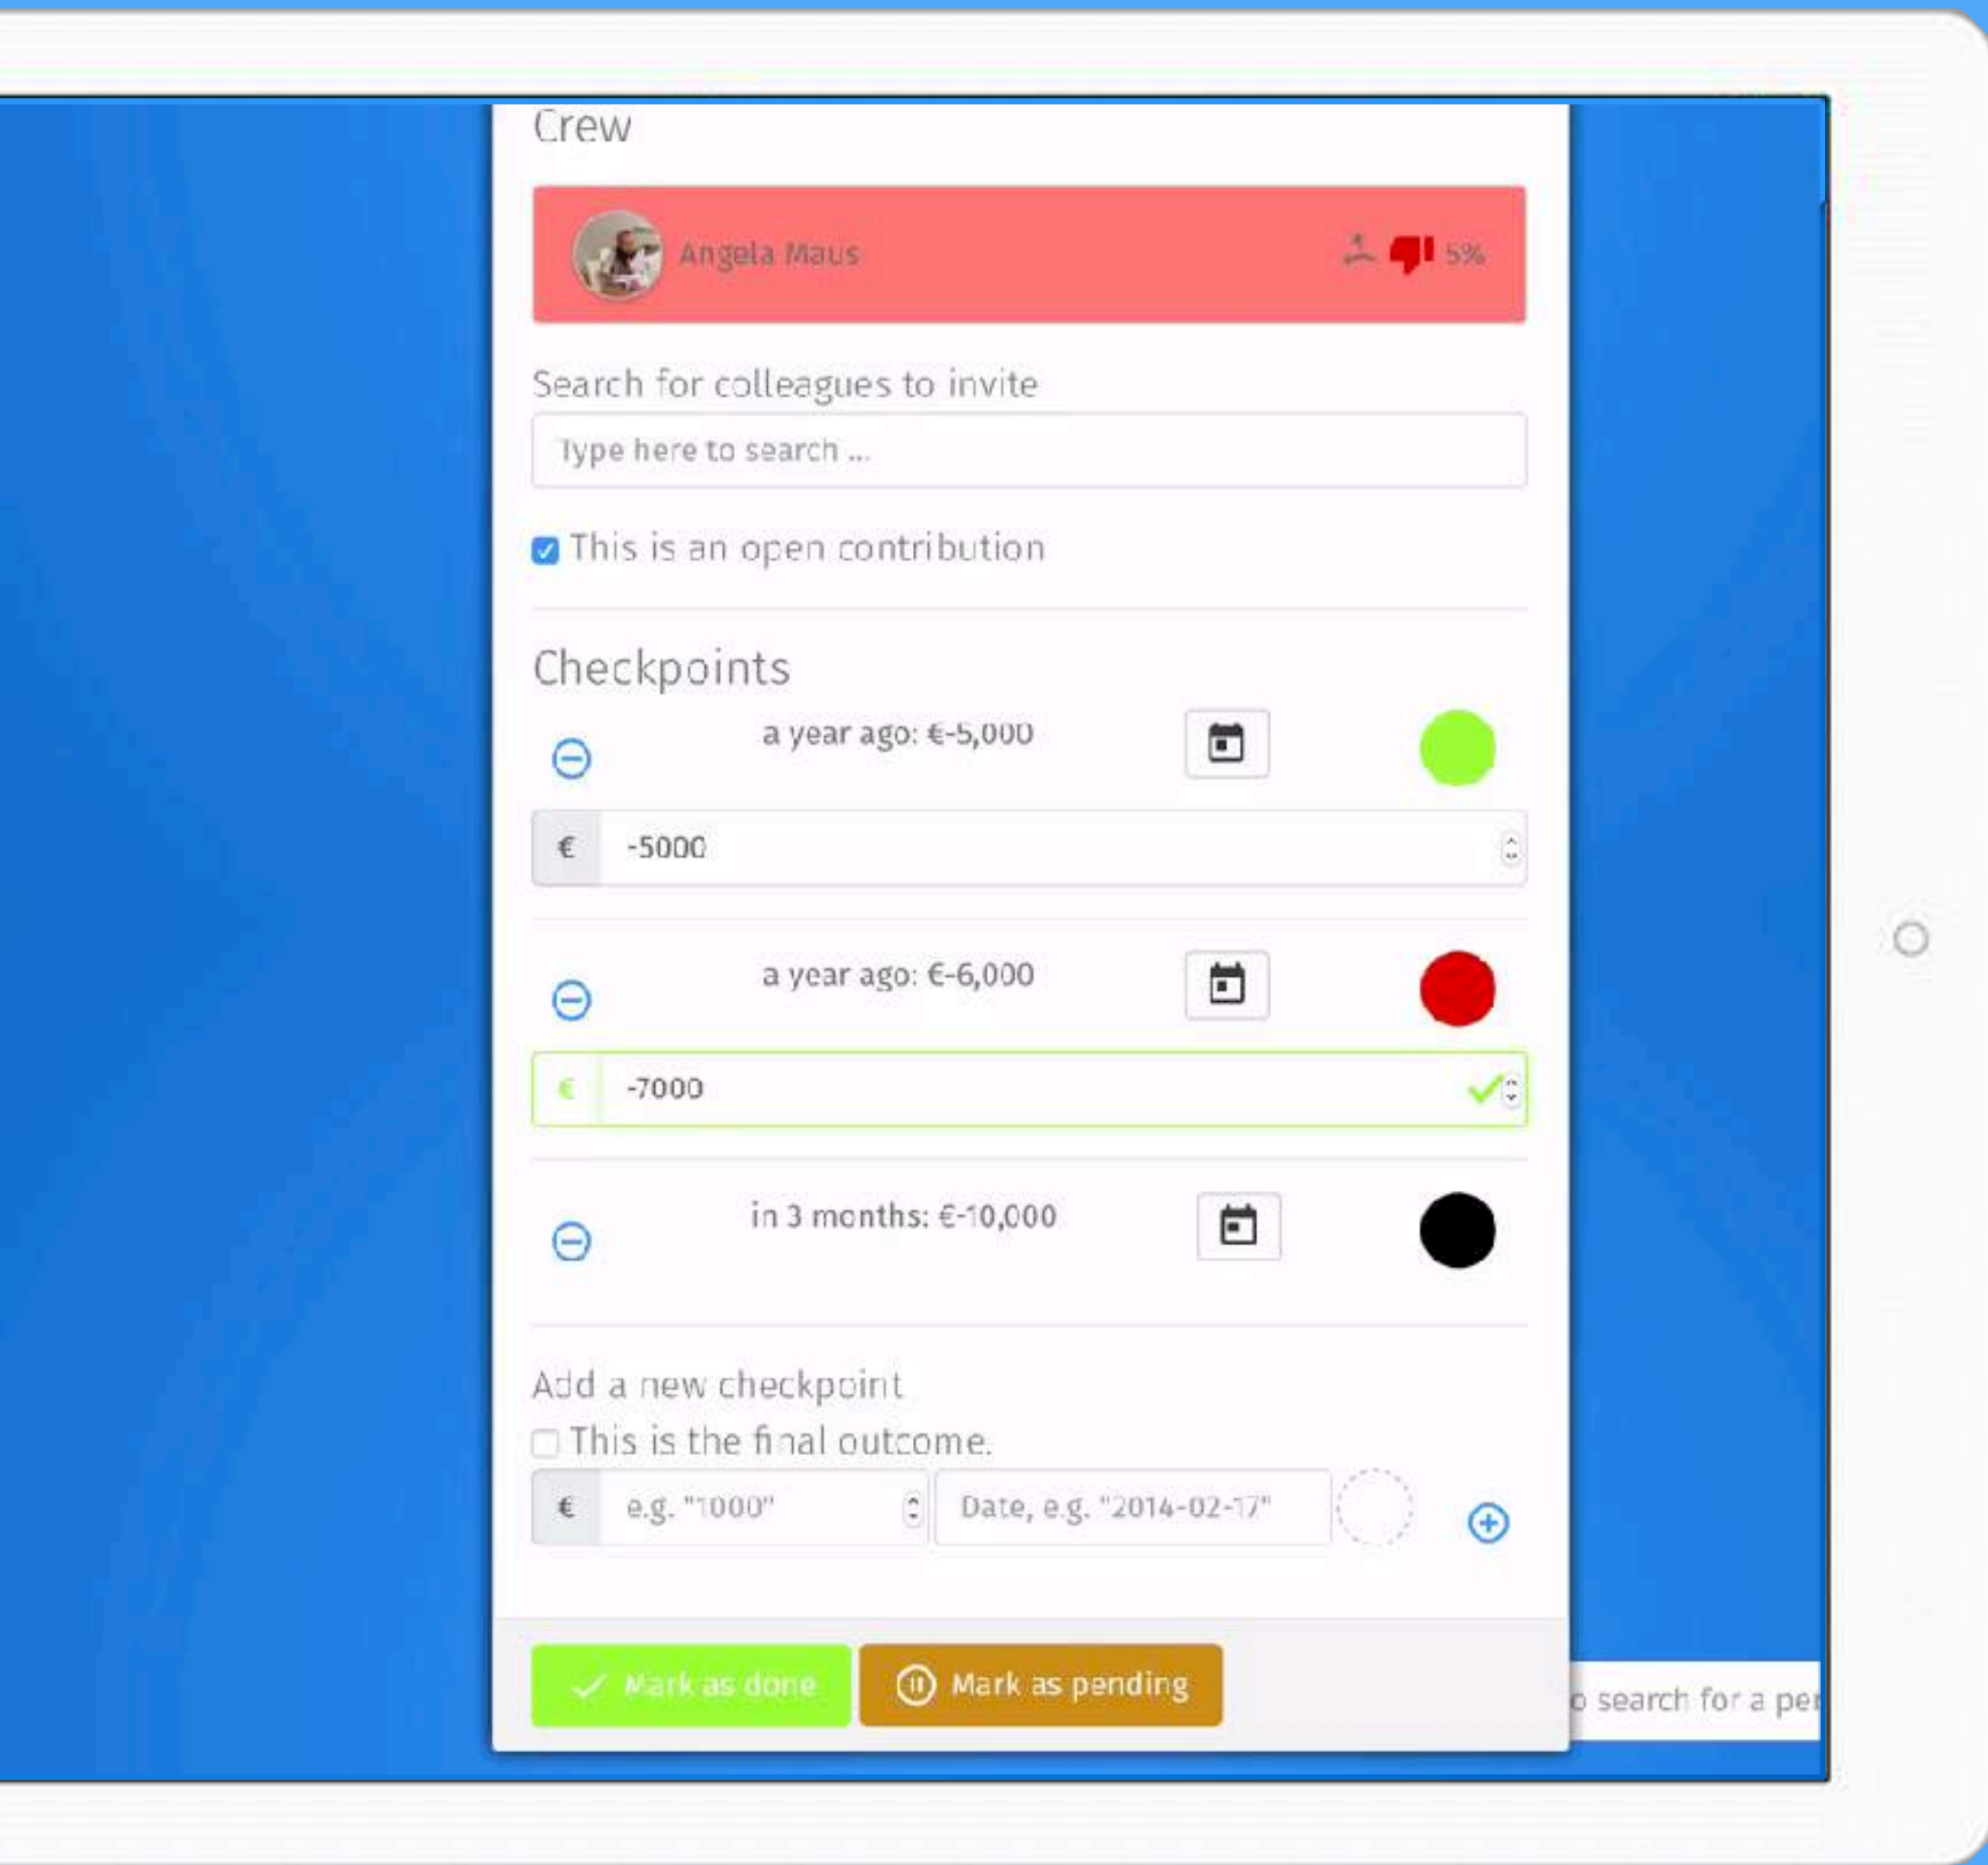 Crew
Angela Maus 5%
Search for colleagues to invite
Type here to search ...
This is an open contribution
Checkpoints
a year ago: €-5,000
€ -5000
a year ago: €-6,000
€ -7000
in 3 months: €-10,000
Add a new checkpoint
This is the final outcome.
€ e.g. "1000" Date, e.g. "2014-02-17"
Mark as done Mark as pending
o search for a per